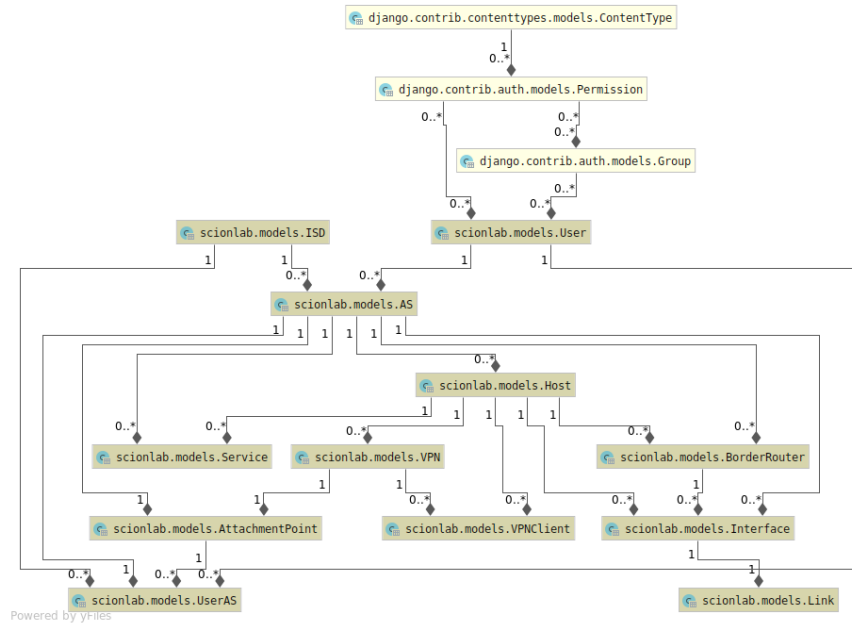 django.contrib.contenttypes.models.ContentType
1
0..*
django.contrib.auth.models.Permission
0..* 0..*
0..*
django.contrib.auth.models.Group
0..*
0..* 0..*
scionlab.models.ISD scionlab.models.User
1 1 1 1
0..* 0..*
scionlab.models.AS
1 1 1 1 1 1
0..*
scionlab.models.Host
1 1 1 1 1
0..* 0..* 0..* 0..* 0..*
scionlab.models.Service scionlab.models.VPN scionlab.models.BorderRouter
1 1 1
1 1 0..* 0..* 0..* 0..* 0..*
scionlab.models.AttachmentPoint scionlab.models.VPNClient scionlab.models.Interface
1 1
0..* 1 0..* 0..* 1
scionlab.models.UserAS scionlab.models.Link
Powered by yFiles